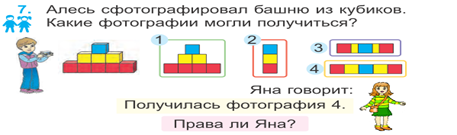 7. Алесь сфотографировал башню из кубиков.
Какие фотографии могли получиться?
1 2 3
4
Яна говорит:
Получилась фотография 4.
Права ли Яна?